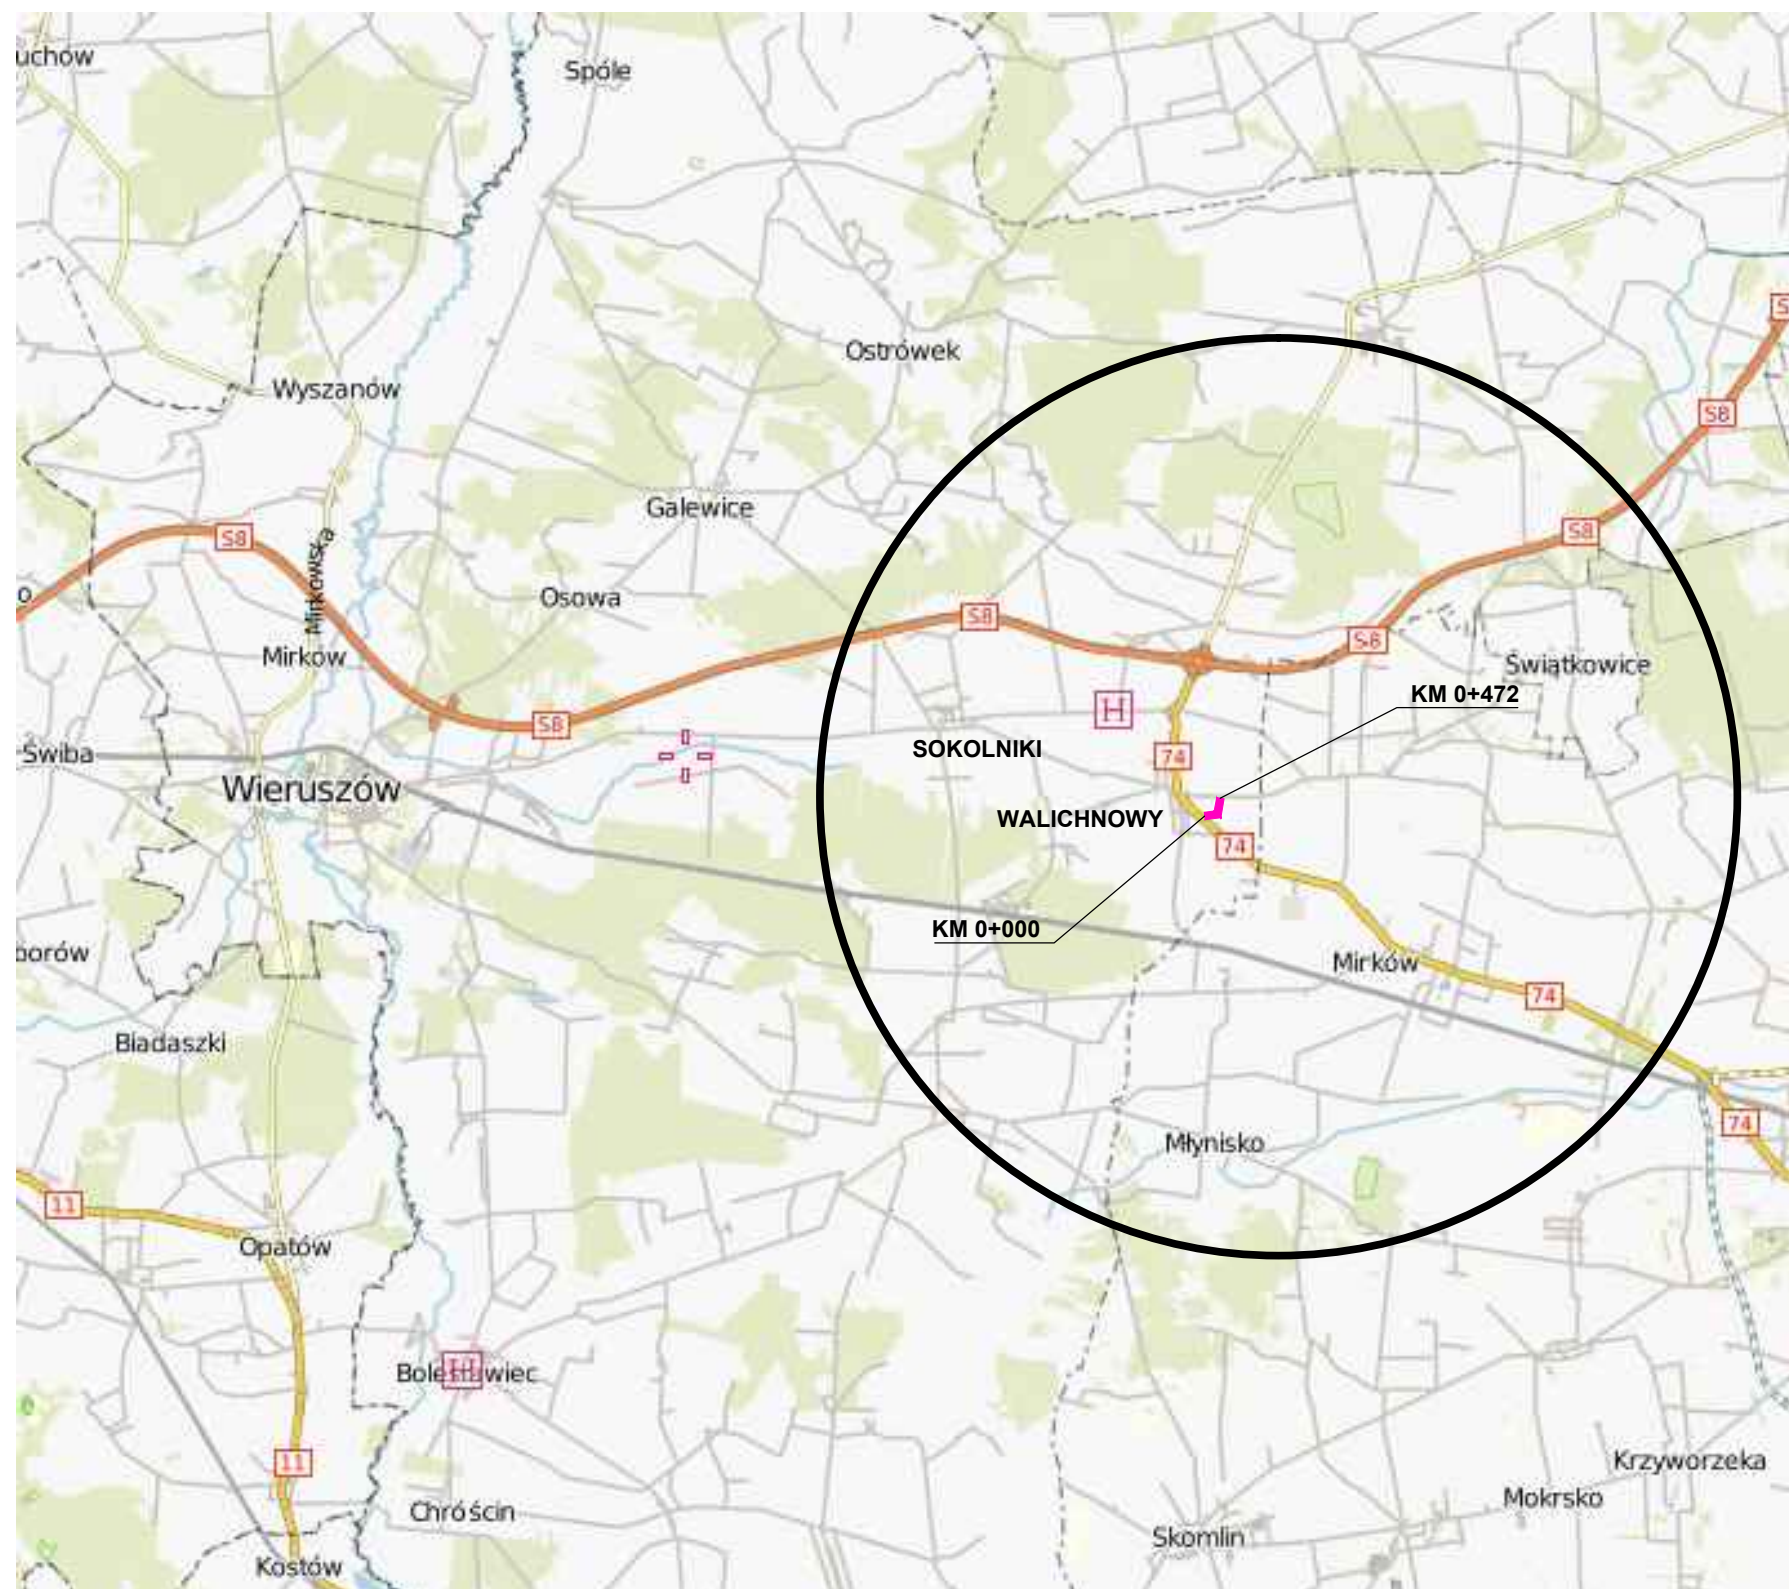 uchów
Spóle
S
Ostrówek
Wyszanów
S8
Galewice
S8
S8
Mirkowska
o
Osowa
S8
S8
Mirków
Świątkowice
KM 0+472
H
S8
SOKOLNIKI
Świba
74
Wieruszów
WALICHNOWY
74
KM 0+000
borów
Mirków
74
Biadaszki
74
Młynisko
11
Opatów
Bolesławiec
H
11
Krzyworzeka
Mokrsko
Chróścin
Skomlin
Kostów